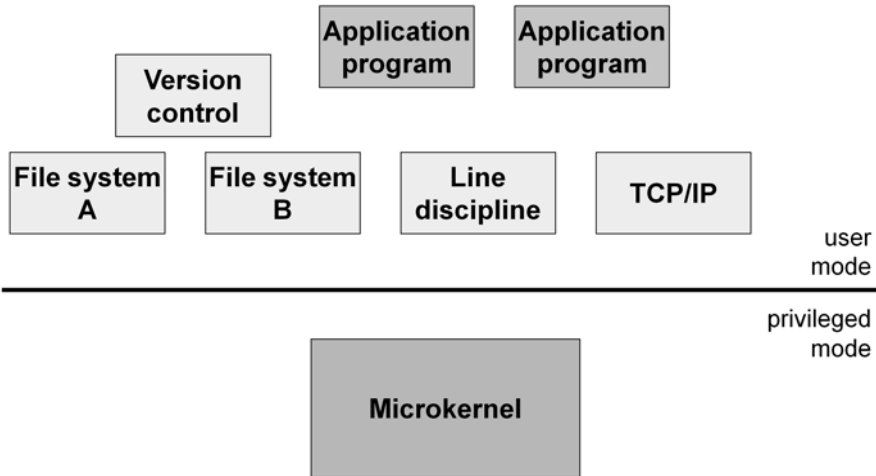 Application
program
Application
program
Version
control
File system
A
File system
B
Line
discipline
TCP/IP
user
mode
privileged
mode
Microkernel